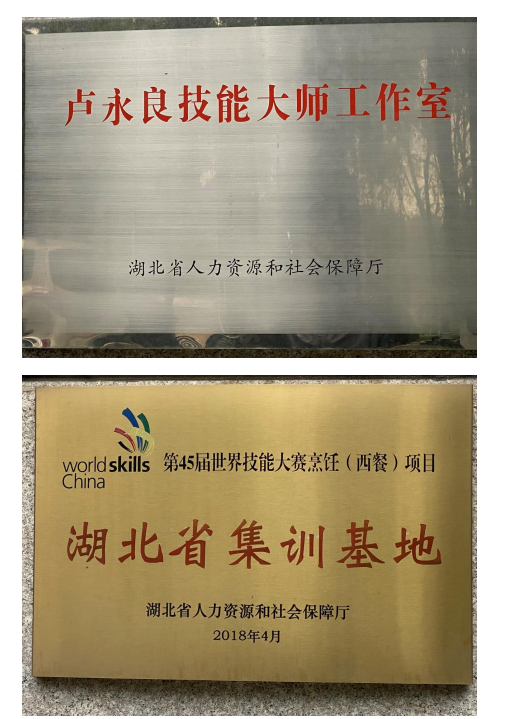 卢永良技能大师工作室
湖北省人力资源和社会保障厅
world skills
China
第45届世界技能大赛烹饪（西餐）项目
湖北省集训基地
湖北省人力资源和社会保障厅
2018年4月